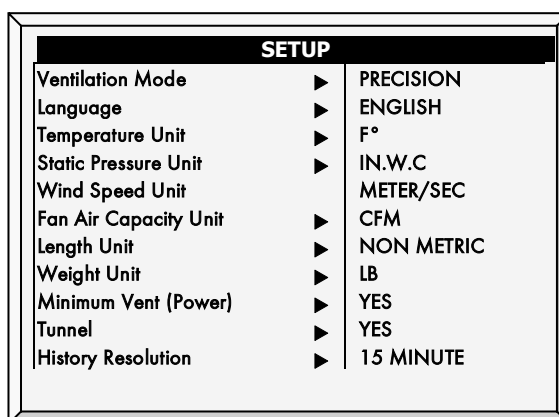 SETUP
Ventilation Mode ▶ PRECISION
Language ▶ ENGLISH
Temperature Unit ▶ F°
Static Pressure Unit ▶ IN.W.C
Wind Speed Unit METER/SEC
Fan Air Capacity Unit ▶ CFM
Length Unit ▶ NON METRIC
Weight Unit ▶ LB
Minimum Vent (Power) ▶ YES
Tunnel ▶ YES
History Resolution ▶ 15 MINUTE